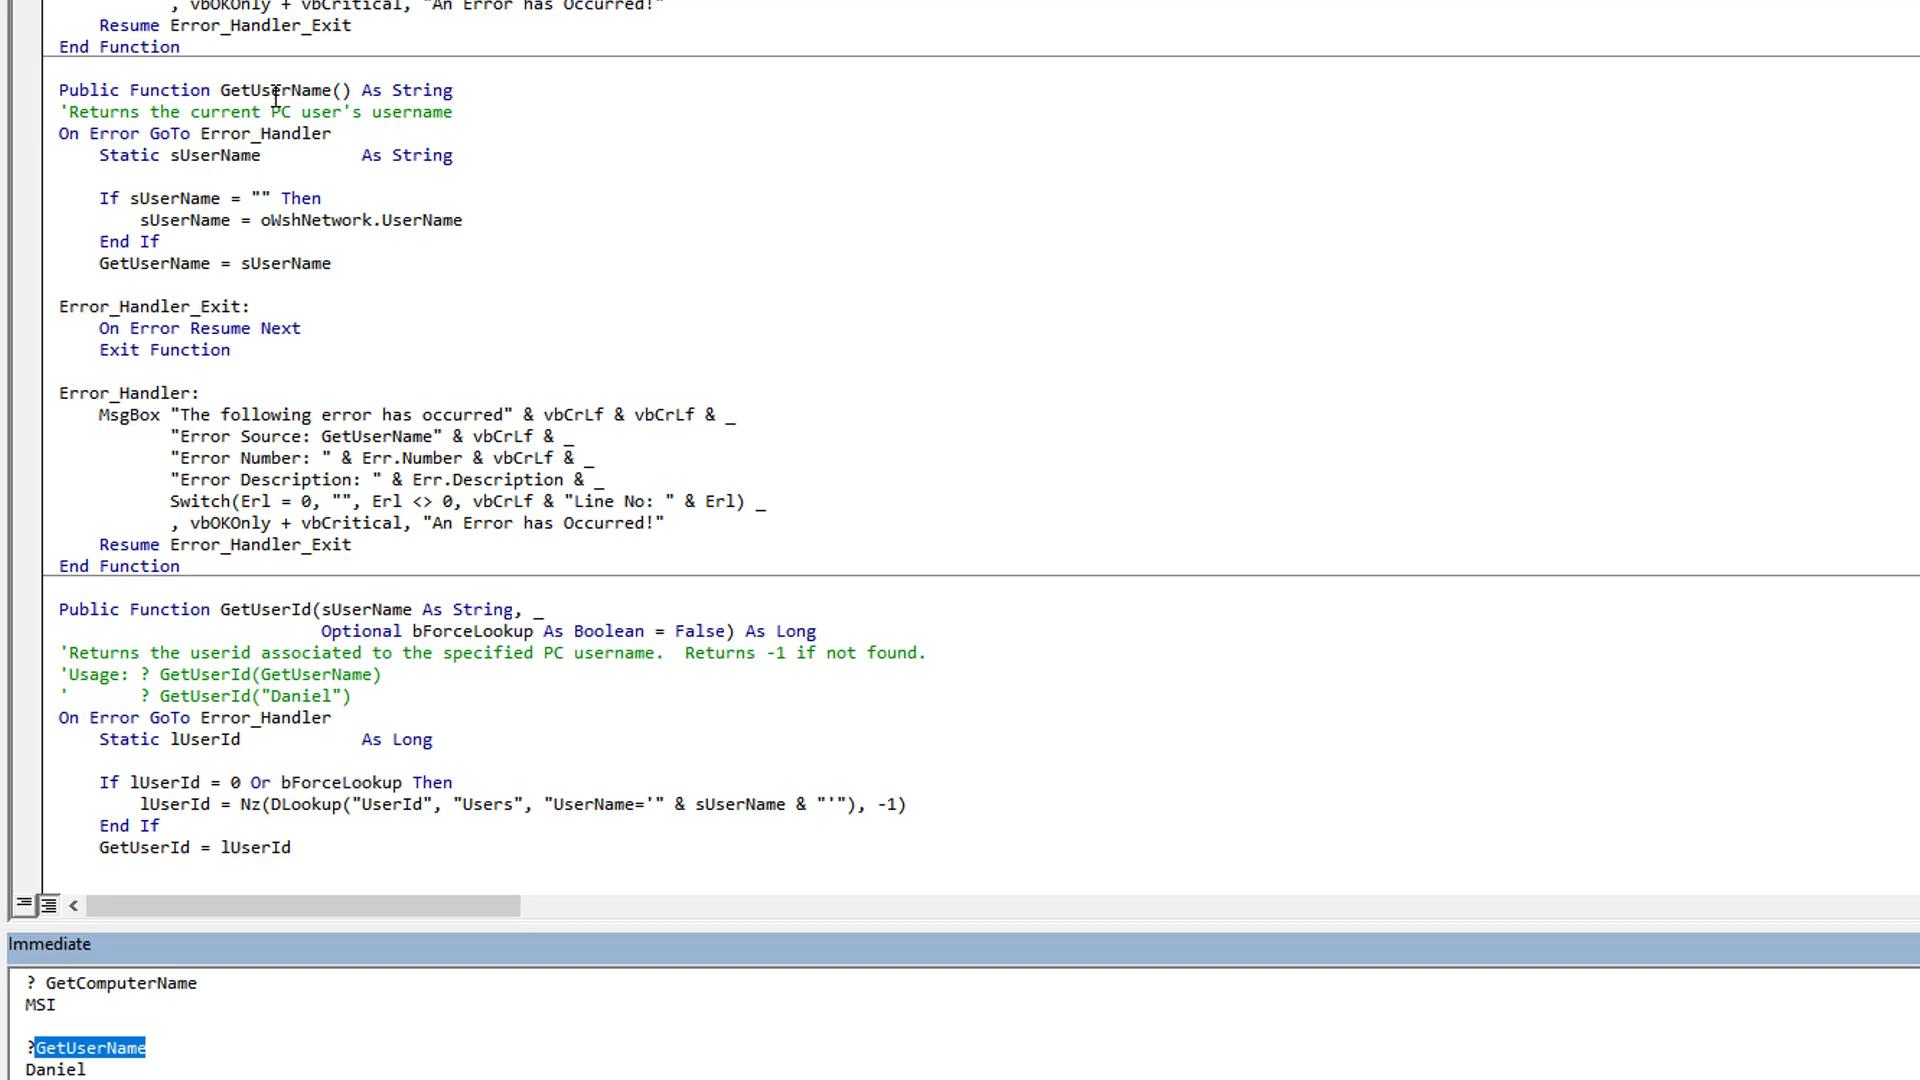 , vbOKOnly + vbCritical, "An Error has Occurred!"
Resume Error_Handler_Exit
End Function
Public Function GetUserName() As String
'Returns the current PC user's username
On Error GoTo Error_Handler
Static sUserName As String
If sUserName = "" Then
sUserName = oWshNetwork.UserName
End If
GetUserName = sUserName
Error_Handler_Exit:
On Error Resume Next
Exit Function
Error_Handler:
MsgBox "The following error has occurred" & vbCrLf & vbCrLf & _
"Error Source: GetUserName" & vbCrLf & _
"Error Number: " & Err.Number & vbCrLf & _
"Error Description: " & Err.Description & _
Switch(Erl = 0, "", Erl <> 0, vbCrLf & "Line No: " & Erl) _
, vbOKOnly + vbCritical, "An Error has Occurred!"
Resume Error_Handler_Exit
End Function
Public Function GetUserId(sUserName As String, _
Optional bForceLookup As Boolean = False) As Long
'Returns the userid associated to the specified PC username.  Returns -1 if not found.
'Usage: ? GetUserId(GetUserName)
'       ? GetUserId("Daniel")
On Error GoTo Error_Handler
Static lUserId As Long
If lUserId = 0 Or bForceLookup Then
lUserId = Nz(DLookup("UserId", "Users", "UserName='" & sUserName & "'"), -1)
End If
GetUserId = lUserId
Immediate
? GetComputerName
MSI
?GetUserName
Daniel